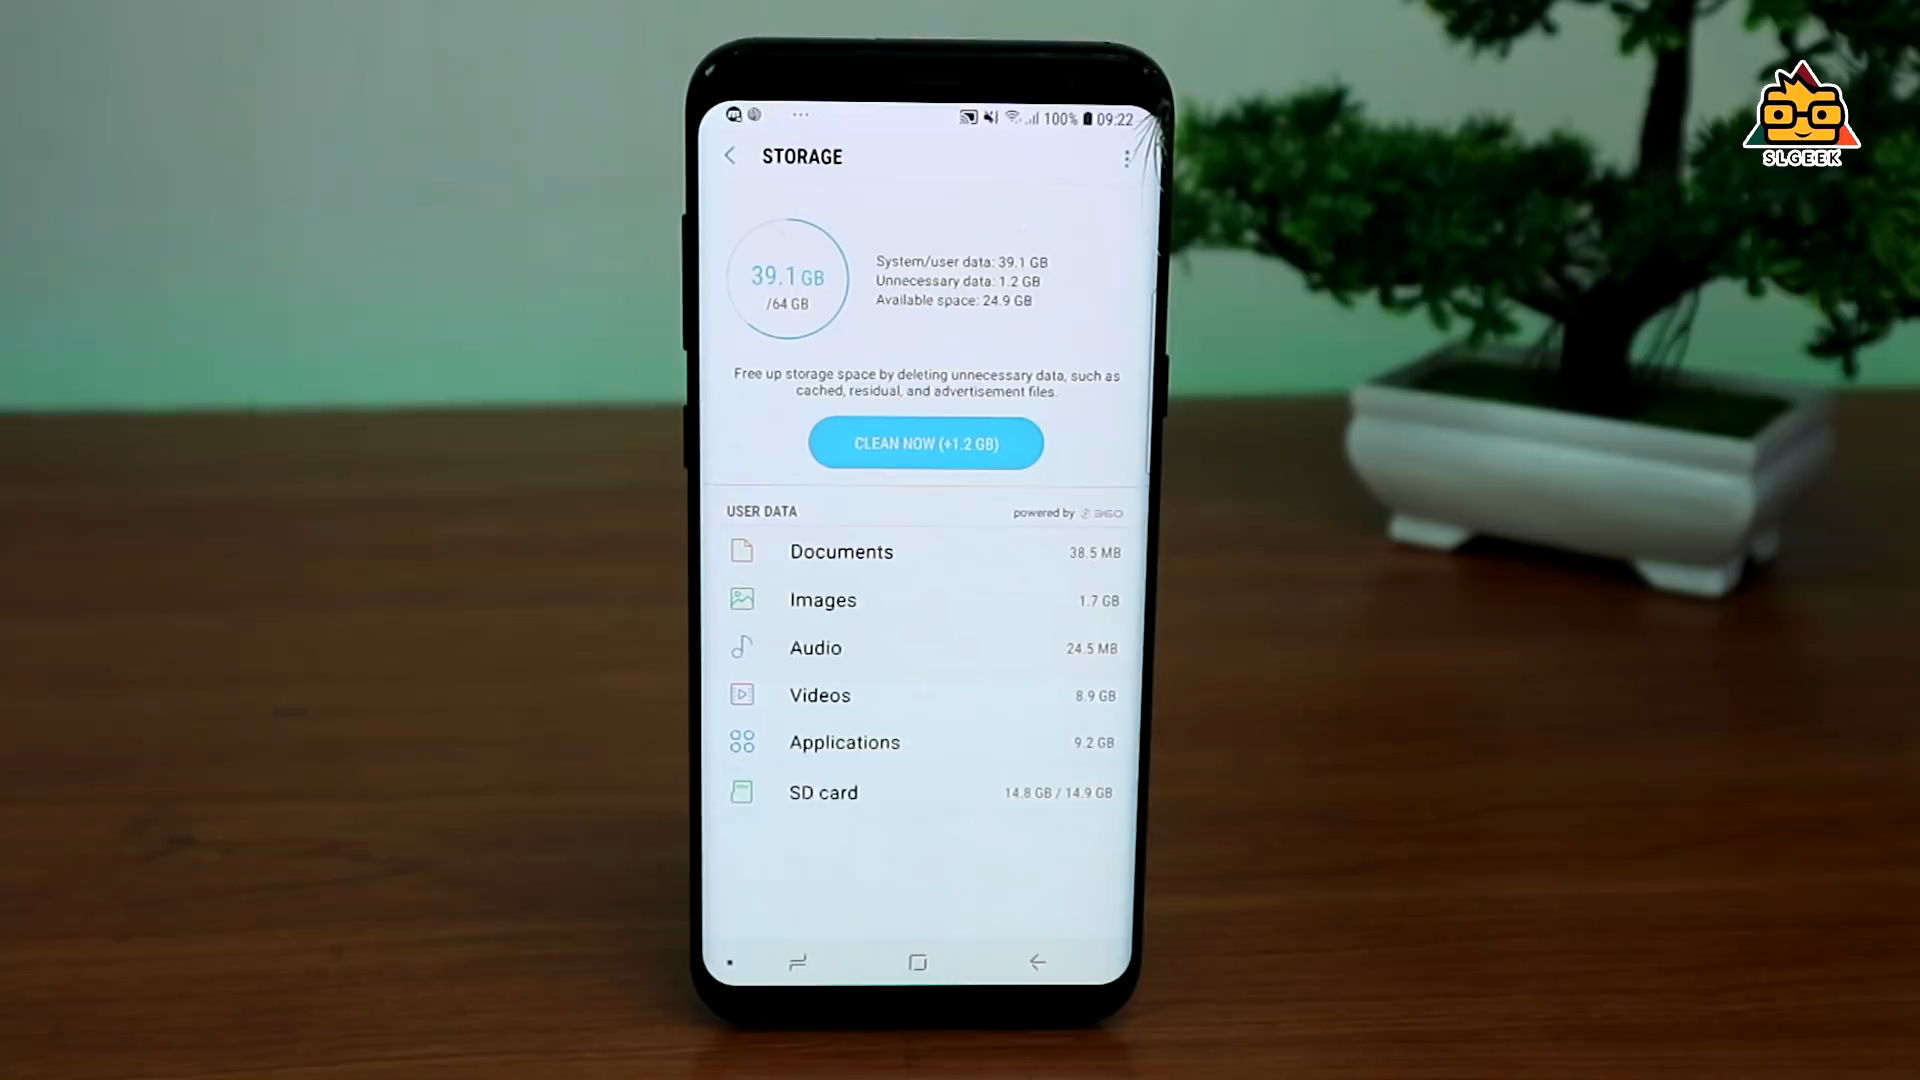 SLGEEK
100% 09:22
STORAGE
39.1 GB
/64 GB
System/user data: 39.1 GB
Unnecessary data: 1.2 GB
Available space: 24.9 GB
Free up storage space by deleting unnecessary data, such as
cached, residual, and advertisement files.
CLEAN NOW (+1.2 GB)
USER DATA
powered by 360
Documents 38.5 MB
Images 1.7 GB
Audio 24.5 MB
Videos 8.9 GB
Applications 9.2 GB
SD card 14.8 GB / 14.9 GB